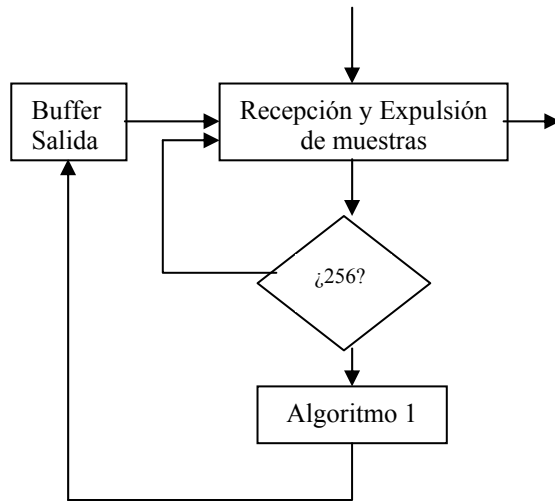 Buffer
Salida
Recepción y Expulsión
de muestras
¿256?
Algoritmo 1